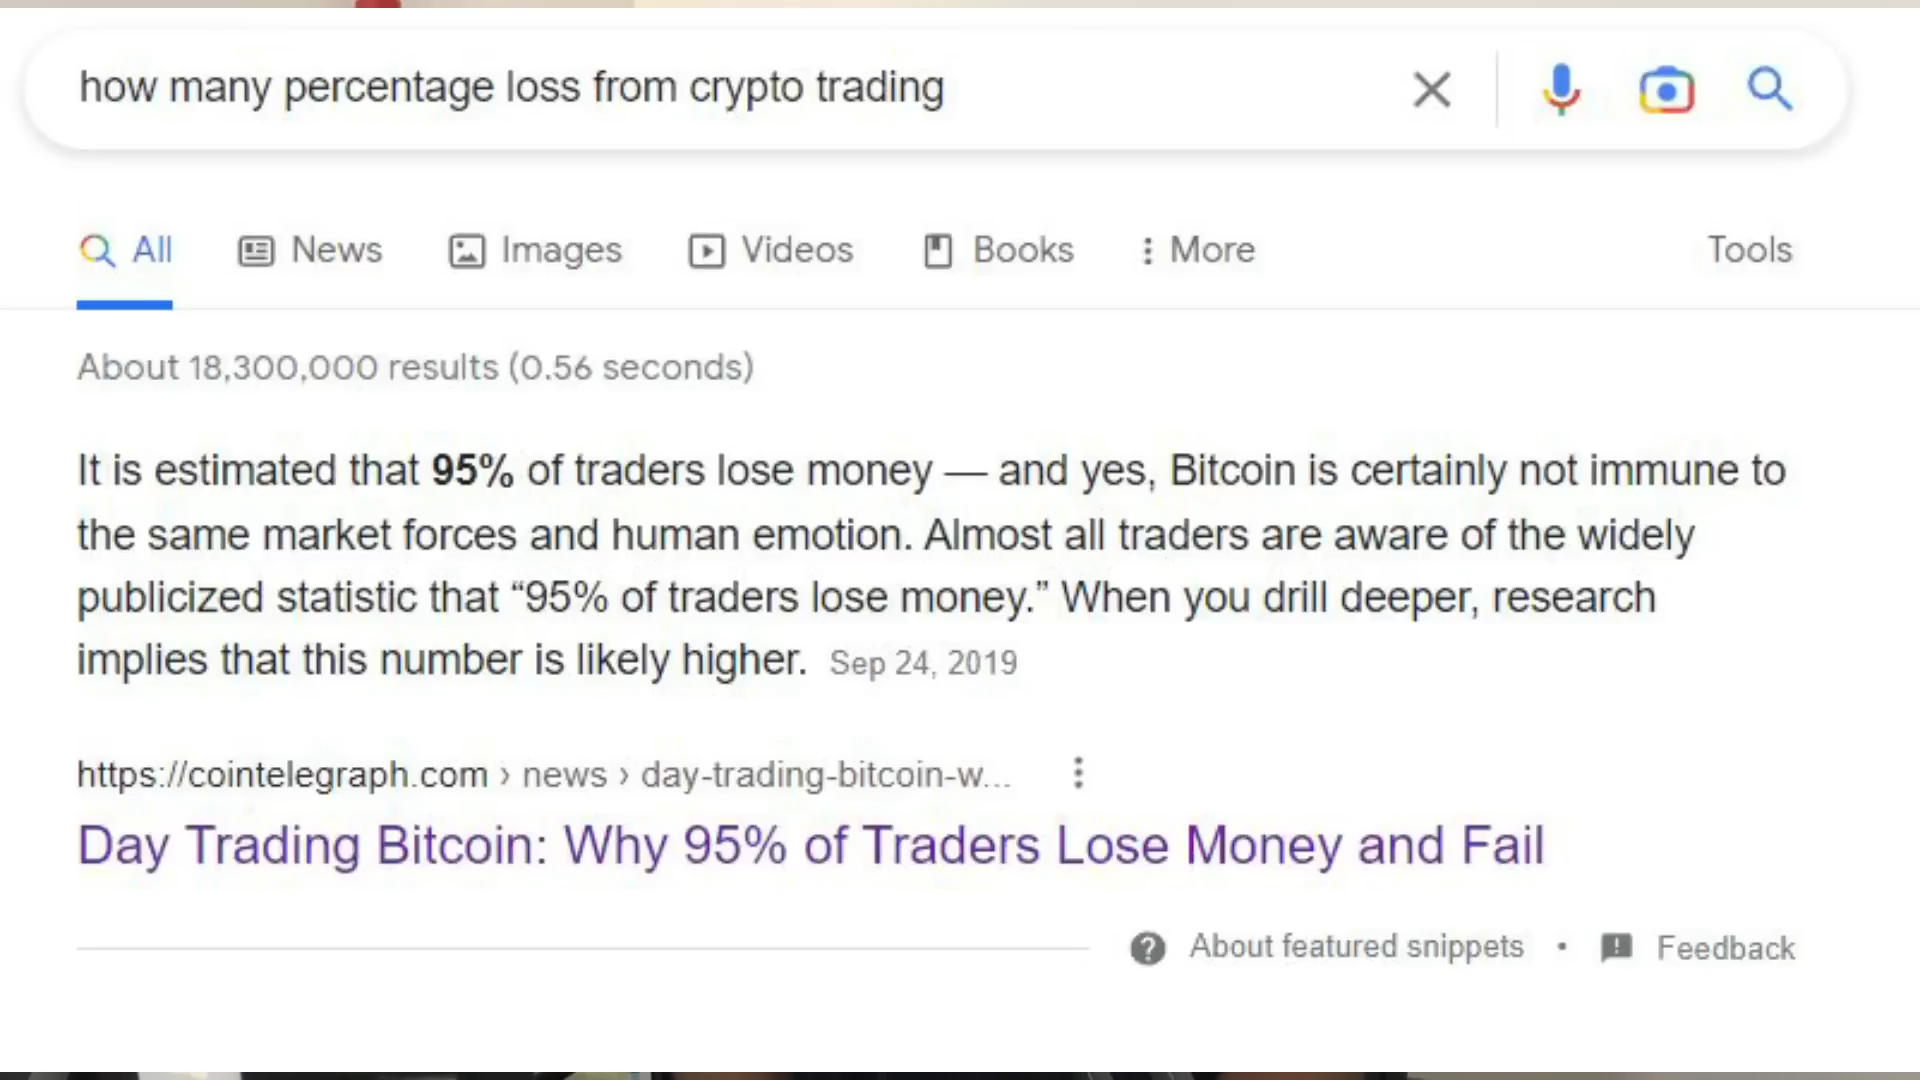 how many percentage loss from crypto trading
All News Images Videos Books More Tools
About 18,300,000 results (0.56 seconds)
It is estimated that 95% of traders lose money — and yes, Bitcoin is certainly not immune to
the same market forces and human emotion. Almost all traders are aware of the widely
publicized statistic that “95% of traders lose money.” When you drill deeper, research
implies that this number is likely higher. Sep 24, 2019
https://cointelegraph.com › news › day-trading-bitcoin-w...
Day Trading Bitcoin: Why 95% of Traders Lose Money and Fail
About featured snippets • Feedback